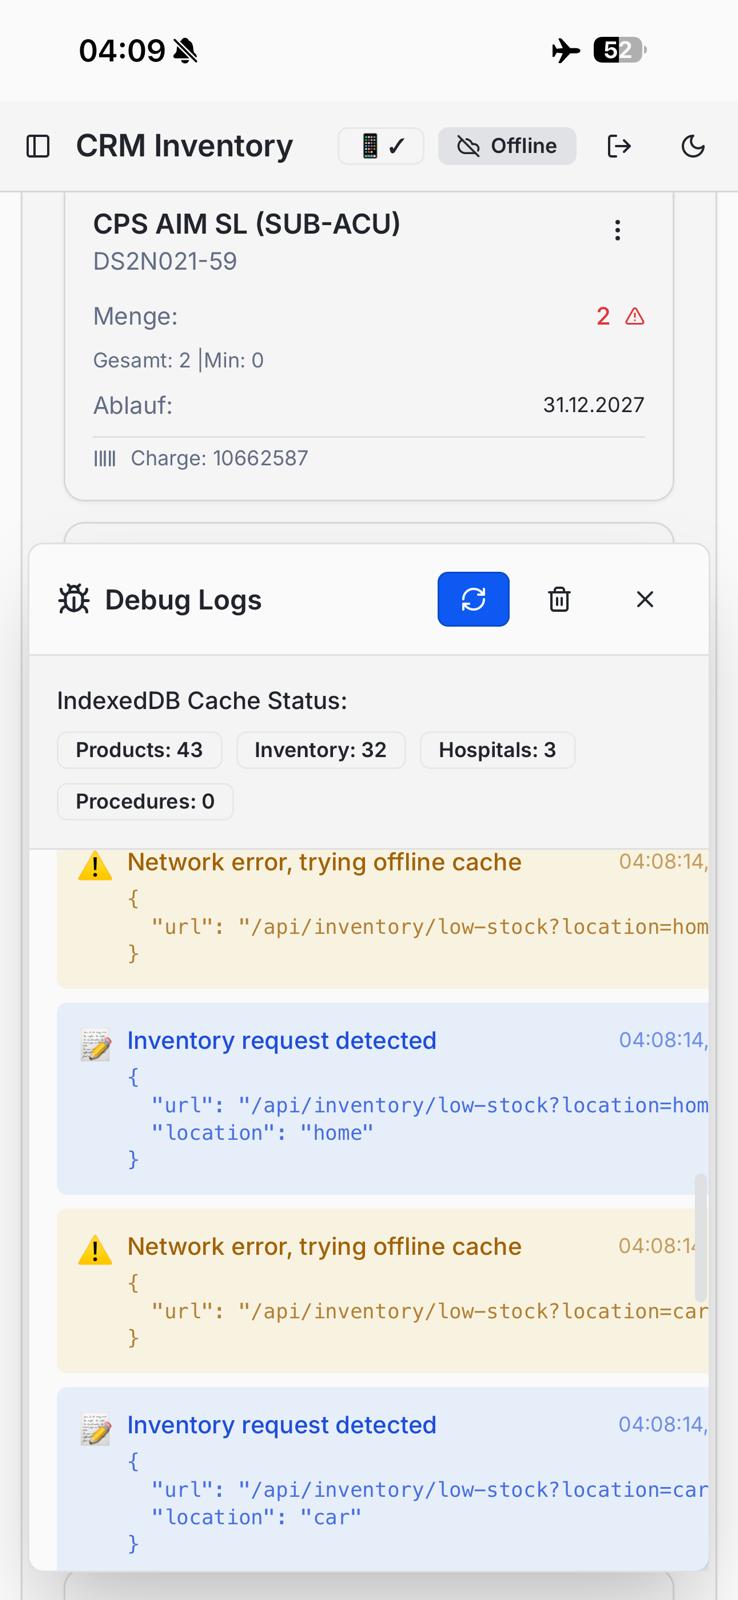 04:09
52
CRM Inventory
Offline
CPS AIM SL (SUB-ACU)
DS2N021-59
Menge:
2
Gesamt: 2 |Min: 0
Ablauf:
31.12.2027
Charge: 10662587
Debug Logs
IndexedDB Cache Status:
Products: 43
Inventory: 32
Hospitals: 3
Procedures: 0
Network error, trying offline cache
04:08:14,
{
"url": "/api/inventory/low-stock?location=hom
}
Inventory request detected
04:08:14,
{
"url": "/api/inventory/low-stock?location=hom
"location": "home"
}
Network error, trying offline cache
04:08:14
{
"url": "/api/inventory/low-stock?location=car
}
Inventory request detected
04:08:14,
{
"url": "/api/inventory/low-stock?location=car
"location": "car"
}